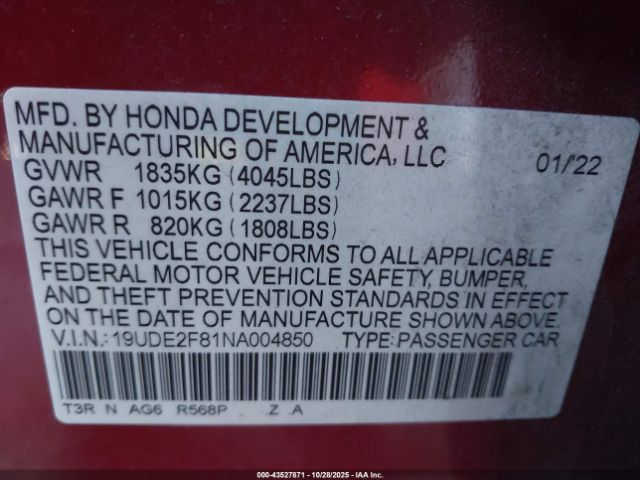 MFD. BY HONDA DEVELOPMENT &
MANUFACTURING OF AMERICA, LLC 01/'22
GVWR 1835KG (4045LBS)
GAWR F 1015KG (2237LBS)
GAWR R 820KG (1808LBS)
THIS VEHICLE CONFORMS TO ALL APPLICABLE
FEDERAL MOTOR VEHICLE SAFETY, BUMPER,
AND THEFT PREVENTION STANDARDS IN EFFECT
ON THE DATE OF MANUFACTURE SHOWN ABOVE.
V.I.N.: 19UDE2F81NA004850 TYPE: PASSENGER CAR
T3R N AG6 R568P .Z .A
000-43527871 | 10/28/2025 | IAA Inc.